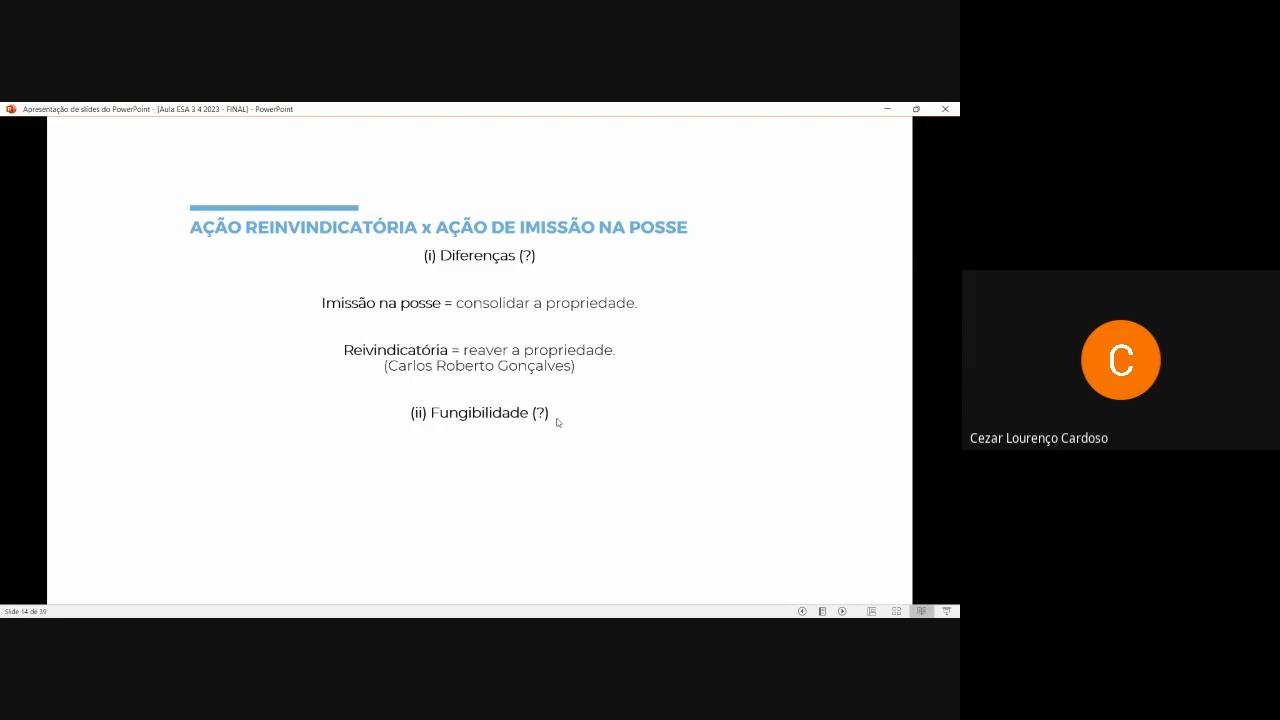 Apresentação de slides do PowerPoint - [Aula ESA 3 4 2023 - FINAL] - PowerPoint
AÇÃO REINVINDICATÓRIA x AÇÃO DE IMISSÃO NA POSSE
(i) Diferenças (?)
Imissão na posse = consolidar a propriedade.
Reivindicatória = reaver a propriedade.
(Carlos Roberto Gonçalves)
(ii) Fungibilidade (?)
C
Cezar Lourenço Cardoso
Slide 14 de 39